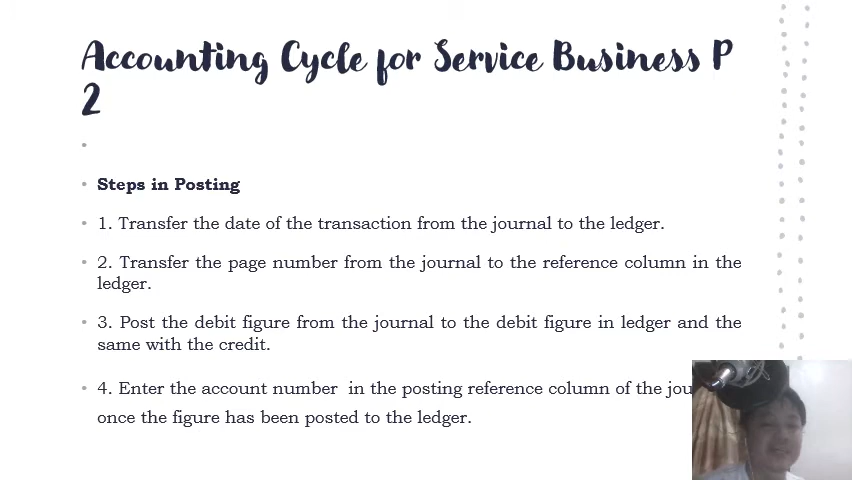 Accounting Cycle for Service Business P
2
Steps in Posting
1. Transfer the date of the transaction from the journal to the ledger.
2. Transfer the page number from the journal to the reference column in the
ledger.
3. Post the debit figure from the journal to the debit figure in ledger and the
same with the credit.
4. Enter the account number in the posting reference column of the
once the figure has been posted to the ledger.